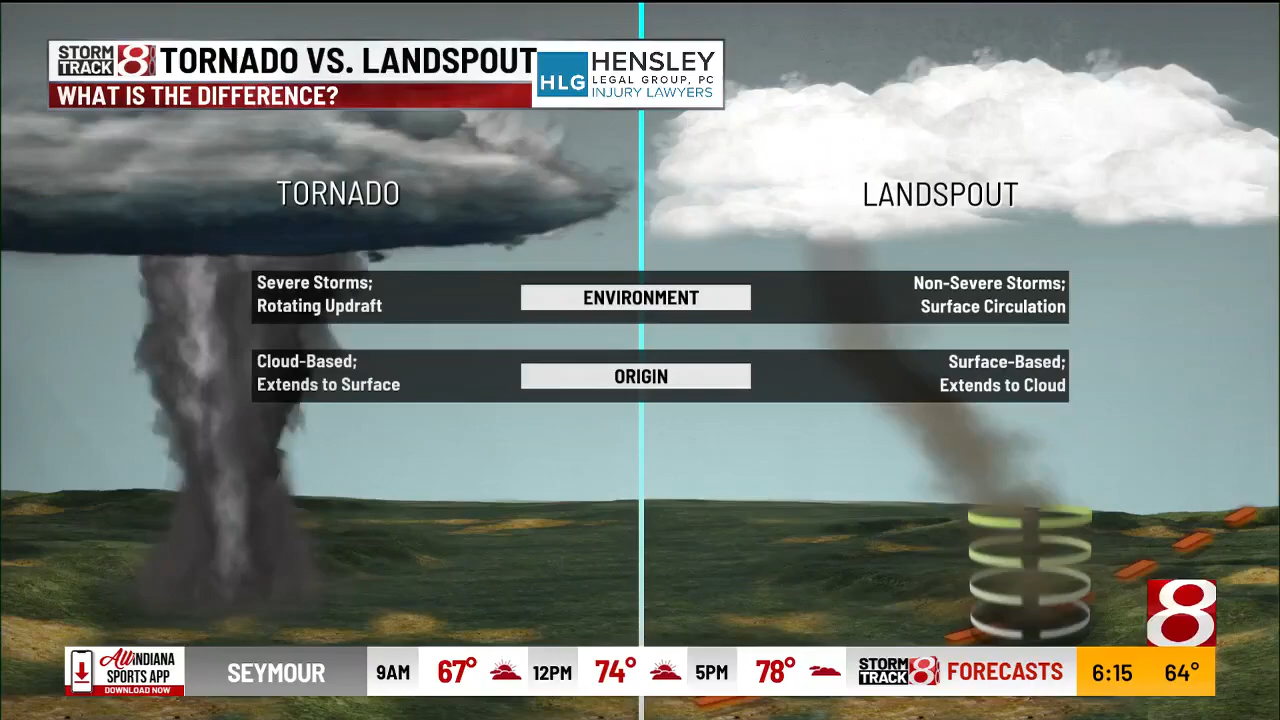 STORM
TRACK 8
TORNADO VS. LANDSPOUT
WHAT IS THE DIFFERENCE?
HLG
HENSLEY
LEGAL GROUP, PC
INJURY LAWYERS
TORNADO
LANDSPOUT
Severe Storms;
Rotating Updraft
ENVIRONMENT
Non-Severe Storms;
Surface Circulation
Cloud-Based;
Extends to Surface
ORIGIN
Surface-Based;
Extends to Cloud
8
All INDIANA
SPORTS APP
DOWNLOAD NOW
SEYMOUR
9AM 67° 12PM 74° 5PM 78°
STORM
TRACK 8
FORECASTS
6:15 64°